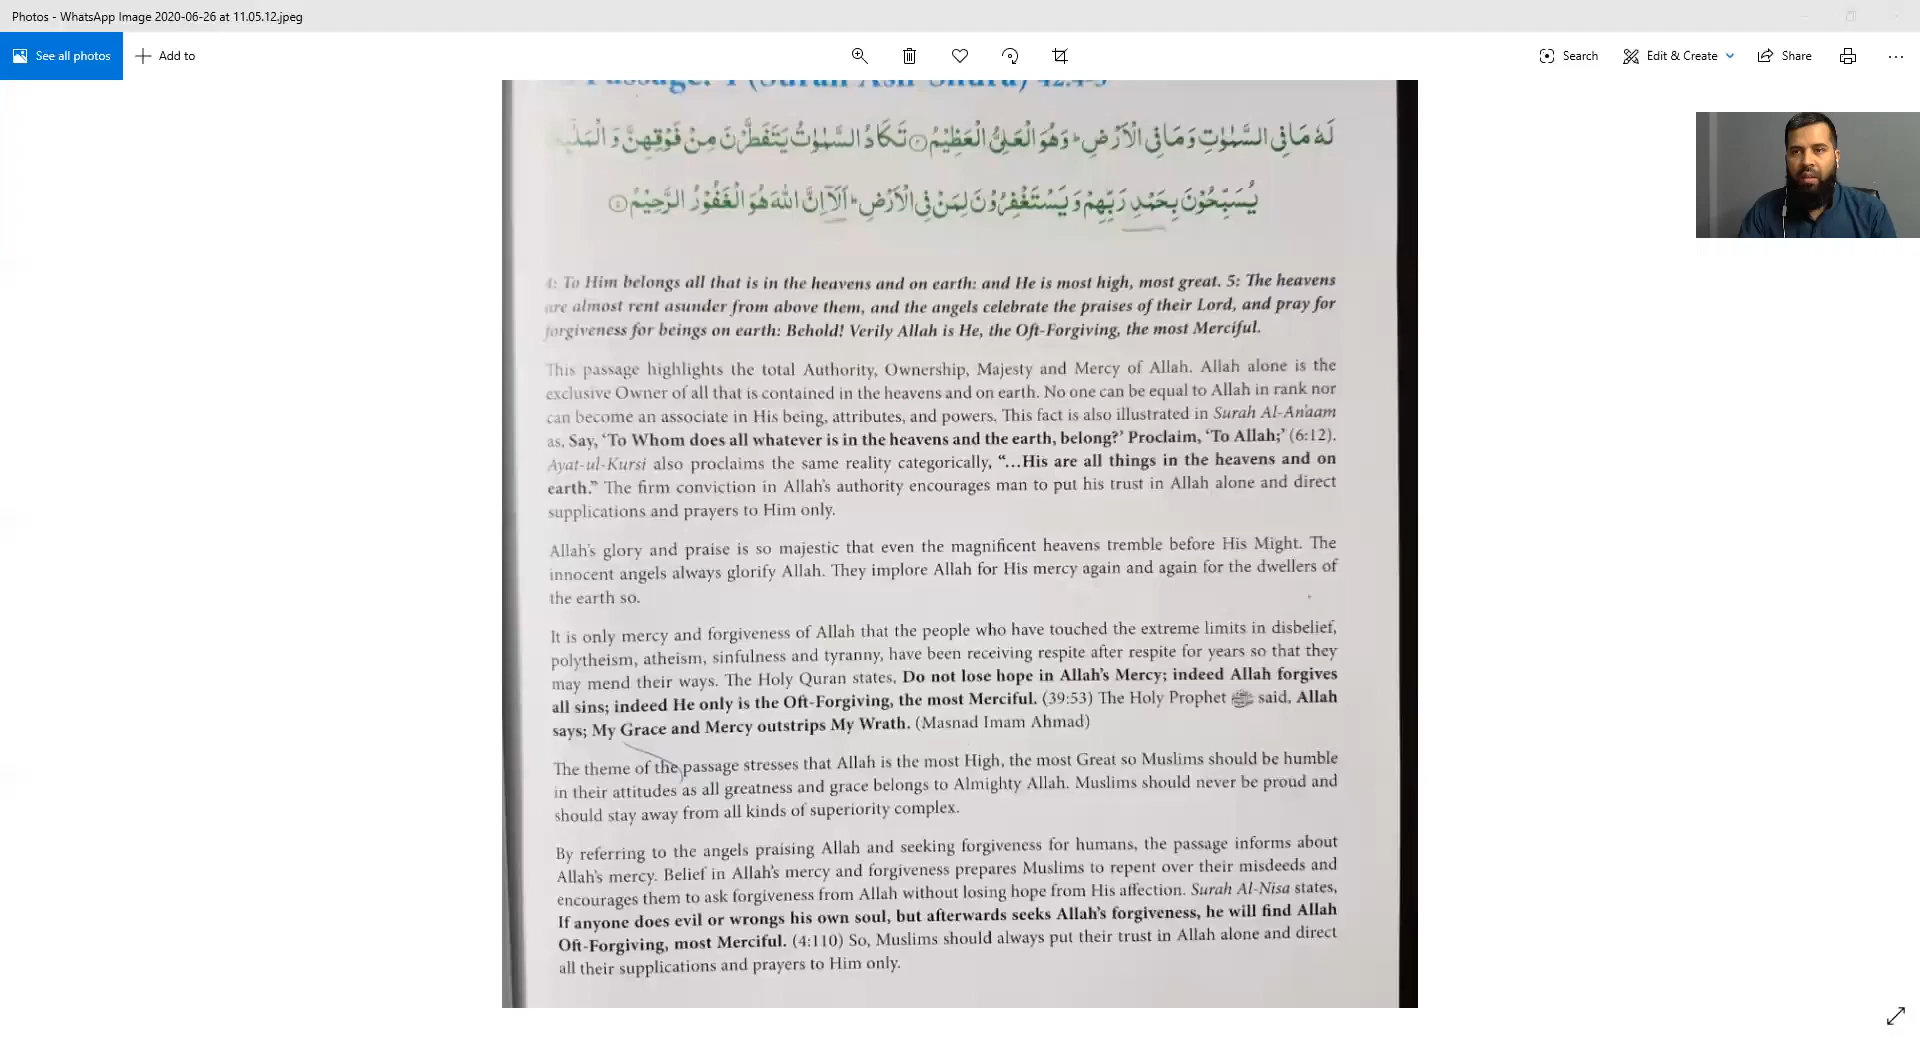 Photos - WhatsApp Image 2020-06-26 at 11.05.12.jpeg
See all photos
Add to
Search
Edit & Create
Share
Passage: 1 (Surah Ash-Shura) 42:4-5
لَهٗ مَا فِي السَّمٰوٰتِ وَمَا فِي الْاَرْضِ ؕ وَهُوَ الْعَلِيُّ الْعَظِيْمُ ۝ تَكَادُ السَّمٰوٰتُ يَتَفَطَّرْنَ مِنْ فَوْقِهِنَّ وَ
يُسَبِّحُوْنَ بِحَمْدِ رَبِّهِمْ وَيَسْتَغْفِرُوْنَ لِمَنْ فِي الْاَرْضِ ؕ اَلَآ اِنَّ اللّٰهَ هُوَ الْغَفُوْرُ الرَّحِيْمُ
4: To Him belongs all that is in the heavens and on earth: and He is most high, most great. 5: The heavens
are almost rent asunder from above them, and the angels celebrate the praises of their Lord, and pray for
forgiveness for beings on earth: Behold! Verily Allah is He, the Oft-Forgiving, the most Merciful.
This passage highlights the total Authority, Ownership, Majesty and Mercy of Allah. Allah alone is the
exclusive Owner of all that is contained in the heavens and on earth. No one can be equal to Allah in rank nor
can become an associate in His being, attributes, and powers. This fact is also illustrated in Surah Al-An'aam
as, Say, ‘To Whom does all whatever is in the heavens and the earth, belong?’ Proclaim, ‘To Allah;’ (6:12).
Ayat-ul-Kursi also proclaims the same reality categorically, “…His are all things in the heavens and on
earth.” The firm conviction in Allah’s authority encourages man to put his trust in Allah alone and direct
supplications and prayers to Him only.
Allah’s glory and praise is so majestic that even the magnificent heavens tremble before His Might. The
innocent angels always glorify Allah. They implore Allah for His mercy again and again for the dwellers of
the earth so.
It is only mercy and forgiveness of Allah that the people who have touched the extreme limits in disbelief,
polytheism, atheism, sinfulness and tyranny, have been receiving respite after respite for years so that they
may mend their ways. The Holy Quran states, Do not lose hope in Allah’s Mercy; indeed Allah forgives
all sins; indeed He only is the Oft-Forgiving, the most Merciful. (39:53) The Holy Prophet ﷺ said, Allah
says; My Grace and Mercy outstrips My Wrath. (Masnad Imam Ahmad)
The theme of the passage stresses that Allah is the most High, the most Great so Muslims should be humble
in their attitudes as all greatness and grace belongs to Almighty Allah. Muslims should never be proud and
should stay away from all kinds of superiority complex.
By referring to the angels praising Allah and seeking forgiveness for humans, the passage informs about
Allah’s mercy. Belief in Allah’s mercy and forgiveness prepares Muslims to repent over their misdeeds and
encourages them to ask forgiveness from Allah without losing hope from His affection. Surah Al-Nisa states,
If anyone does evil or wrongs his own soul, but afterwards seeks Allah’s forgiveness, he will find Allah
Oft-Forgiving, most Merciful. (4:110) So, Muslims should always put their trust in Allah alone and direct
all their supplications and prayers to Him only.